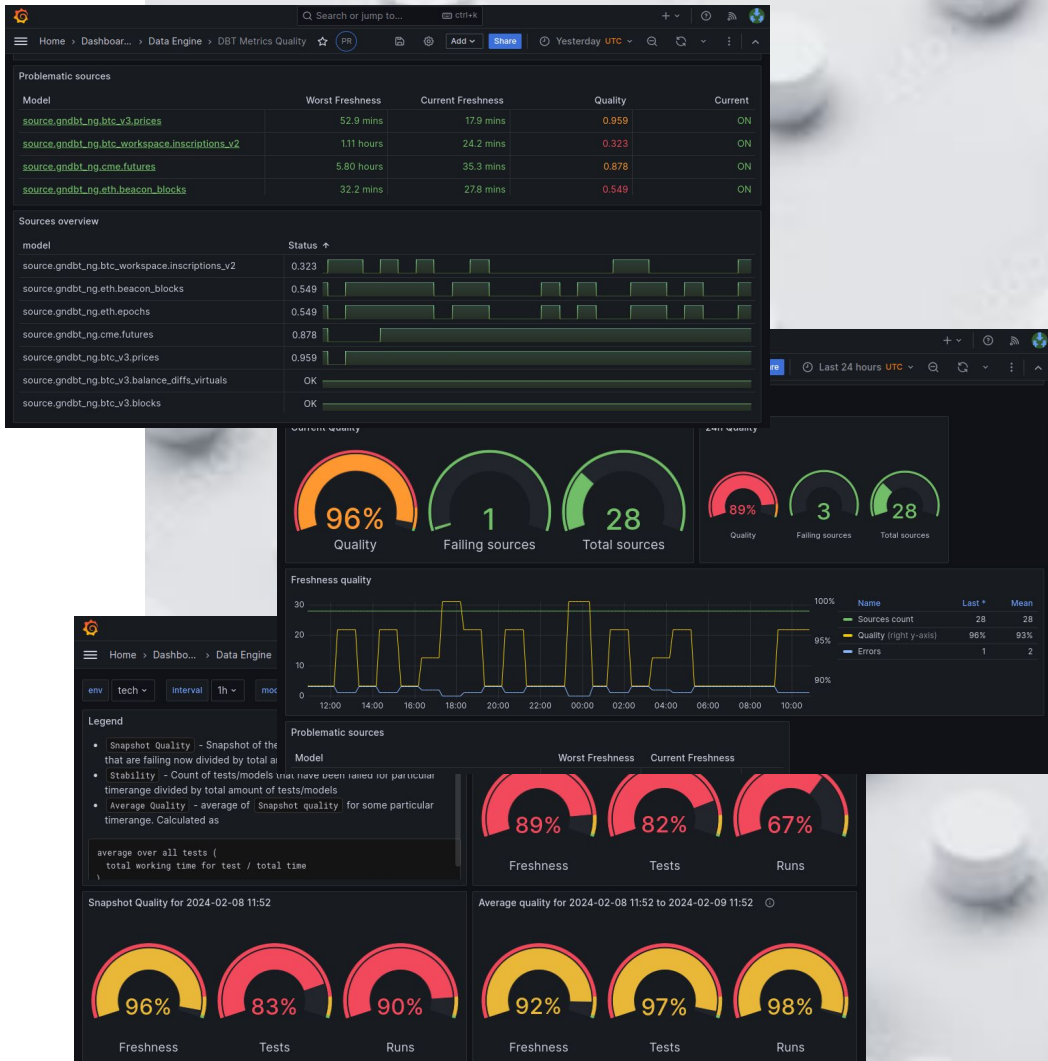 Search or jump to...
ctrl+k
Home › Dashboar... › Data Engine › DBT Metrics Quality
PR
Add
Share
Yesterday UTC
Problematic sources
Model Worst Freshness Current Freshness Quality Current
source.gndbt_ng.btc_v3.prices 52.9 mins 17.9 mins 0.959 ON
source.gndbt_ng.btc_workspace.inscriptions_v2 1.11 hours 24.2 mins 0.323 ON
source.gndbt_ng.cme.futures 5.80 hours 35.3 mins 0.878 ON
source.gndbt_ng.eth.beacon_blocks 32.2 mins 27.8 mins 0.549 ON
Sources overview
model Status
source.gndbt_ng.btc_workspace.inscriptions_v2 0.323
source.gndbt_ng.eth.beacon_blocks 0.549
source.gndbt_ng.eth.epochs 0.549
source.gndbt_ng.cme.futures 0.878
source.gndbt_ng.btc_v3.prices 0.959
source.gndbt_ng.btc_v3.balance_diffs_virtuals OK
source.gndbt_ng.btc_v3.blocks OK
Last 24 hours UTC
Current Quality
24h Quality
96% 1 28
Quality Failing sources Total sources
89% 3 28
Quality Failing sources Total sources
Freshness quality
30
20
10
0
100%
95%
90%
12:00 14:00 16:00 18:00 20:00 22:00 00:00 02:00 04:00 06:00 08:00 10:00
Name Last * Mean
Sources count 28 28
Quality (right y-axis) 96% 93%
Errors 1 2
Problematic sources
Model Worst Freshness Current Freshness
Home › Dashbo... › Data Engine
env tech interval 1h
Legend
Snapshot Quality - Snapshot of the
that are failing now divided by total
Stability - Count of tests/models that have been failed for particular
timerange divided by total amount of tests/models
Average Quality - average of Snapshot quality for some particular
timerange. Calculated as
average over all tests (
total working time for test / total time
)
89% 82% 67%
Freshness Tests Runs
Snapshot Quality for 2024-02-08 11:52
96% 83% 90%
Freshness Tests Runs
Average quality for 2024-02-08 11:52 to 2024-02-09 11:52
92% 97% 98%
Freshness Tests Runs